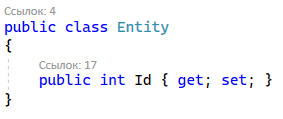 Ссылок: 4
public class Entity
{
Ссылок: 17
public int Id { get; set; }
}